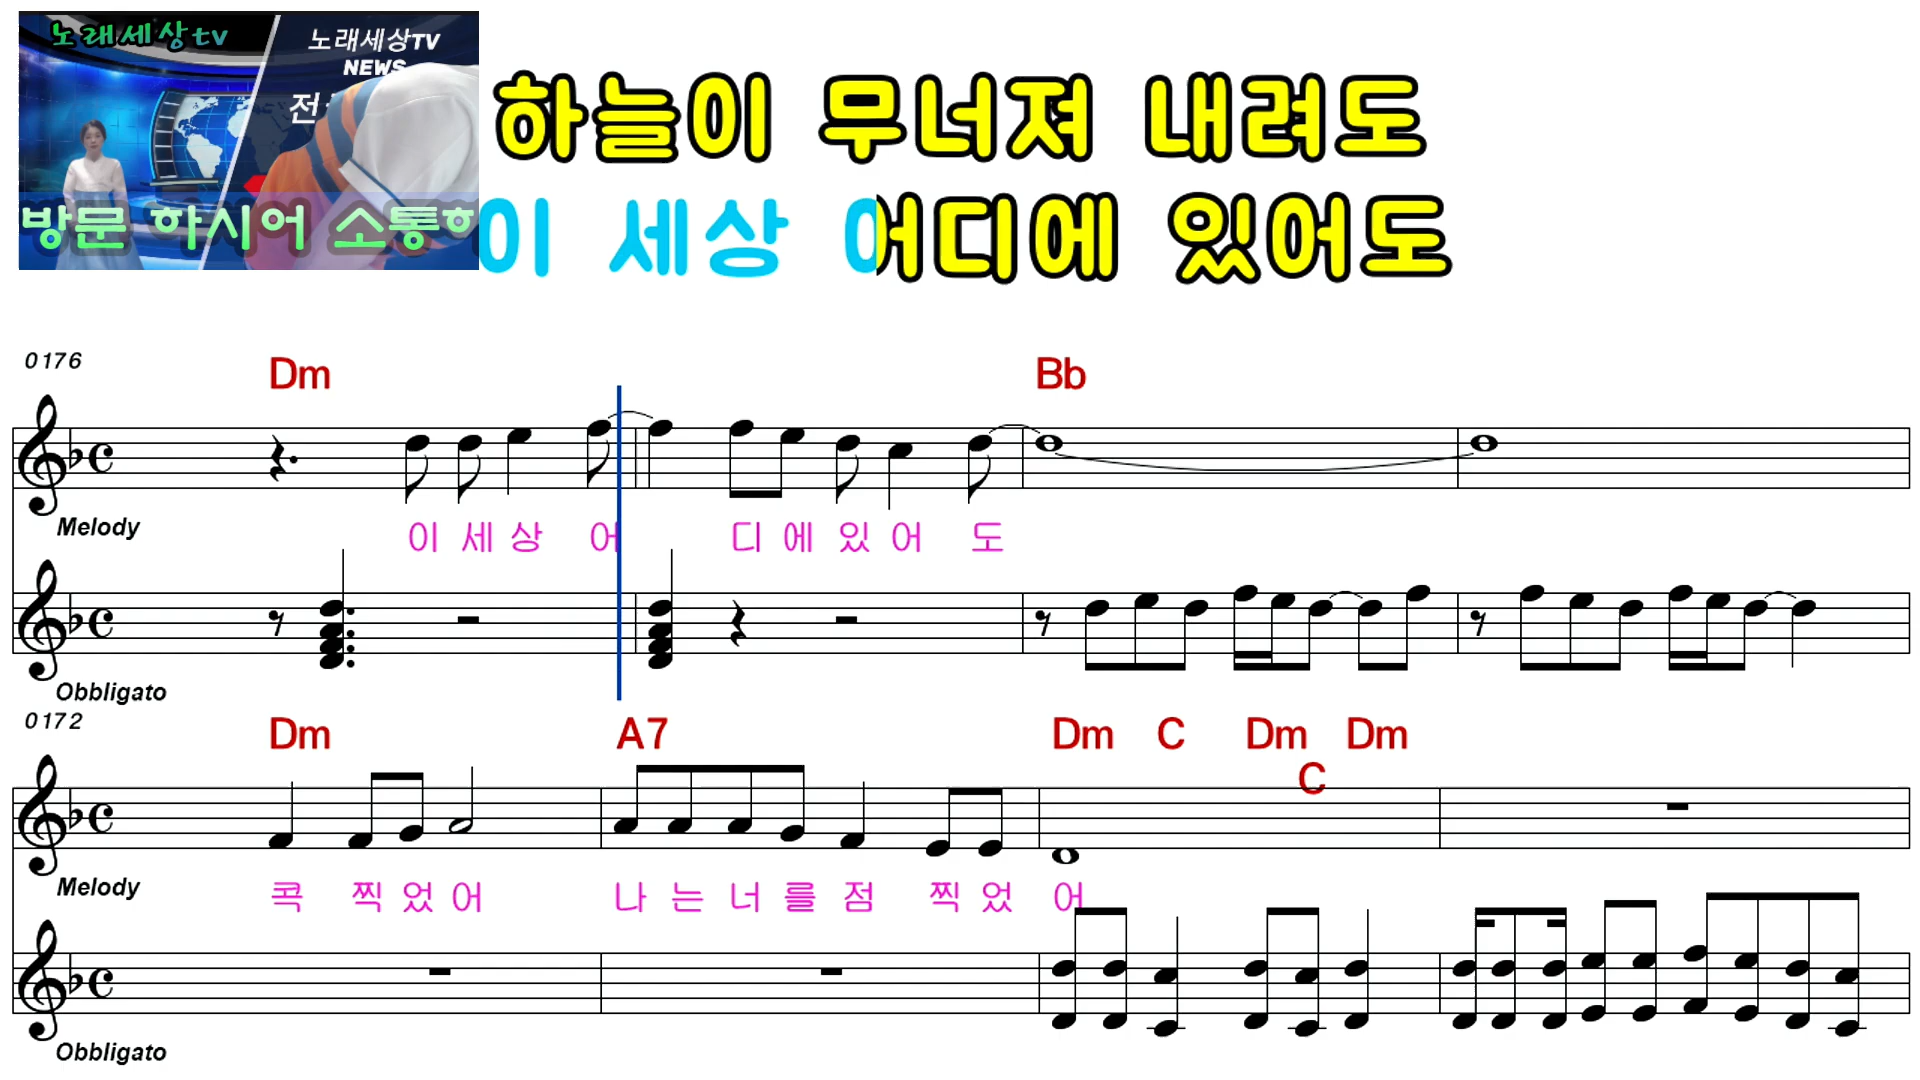 노래세상tv
노래세상TV
NEWS
전
방문 하시어 소통하
하늘이 무너져 내려도
이 세상 어디에 있어도
0176
Dm Bb
Melody
이 세 상 어 디 에 있 어 도
Obbligato
0172
Dm A7 Dm C Dm Dm
C
Melody
콕 찍 었 어 나 는 너 를 점 찍 었 어
Obbligato